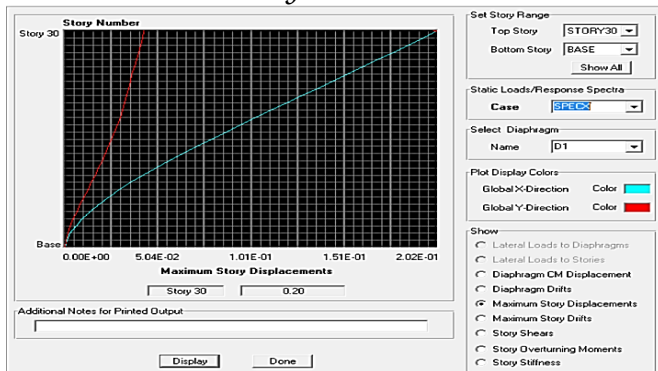 Story Number
Story 30
Base
0.00E+00 5.04E-02 1.01E-01 1.51E-01 2.02E-01
Maximum Story Displacements
Story 30 0.20
Additional Notes for Printed Output
Display Done
Set Story Range
Top Story STORY30
Bottom Story BASE
Show All
Static Loads/Response Spectra
Case SPECX
Select Diaphragm
Name D1
Plot Display Colors
Global X-Direction Color
Global Y-Direction Color
Show
Lateral Loads to Diaphragms
Lateral Loads to Stories
Diaphragm CM Displacement
Diaphragm Drifts
Maximum Story Displacements
Maximum Story Drifts
Story Shears
Story Overturning Moments
Story Stiffness